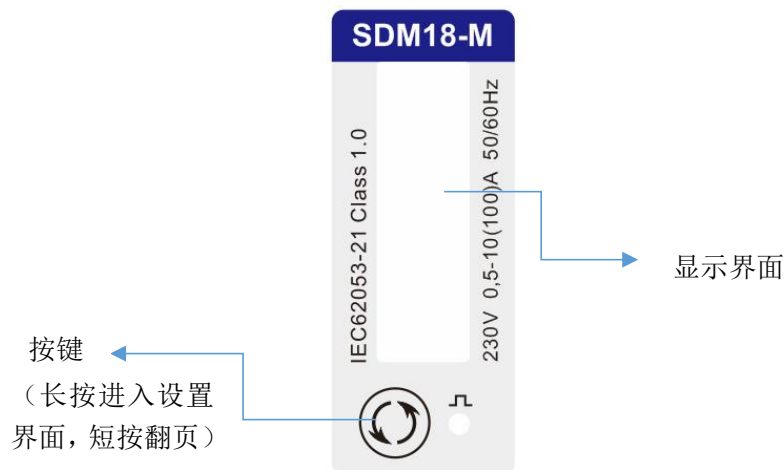 SDM18-M
IEC62053-21 Class 1.0
230V 0,5-10(100)A 50/60Hz
显示界面
按键
（长按进入设置
界面，短按翻页）